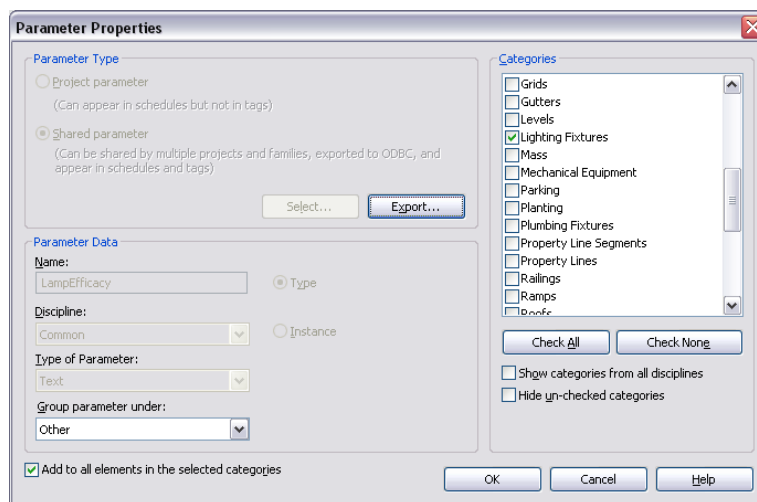 Parameter Properties
Parameter Type
Project parameter
(Can appear in schedules but not in tags)
Shared parameter
(Can be shared by multiple projects and families, exported to ODBC, and
appear in schedules and tags)
Select...
Export...
Parameter Data
Name:
LampEfficacy
Type
Discipline:
Common
Instance
Type of Parameter:
Text
Group parameter under:
Other
Add to all elements in the selected categories
Categories
Grids
Gutters
Levels
Lighting Fixtures
Mass
Mechanical Equipment
Parking
Planting
Plumbing Fixtures
Property Line Segments
Property Lines
Railings
Ramps
Roofs
Check All
Check None
Show categories from all disciplines
Hide un-checked categories
OK
Cancel
Help